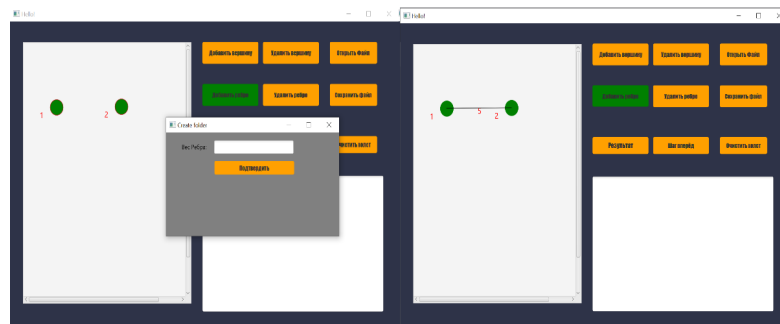 Hello!
Добавить вершину Удалить вершину Открыть Файл
Добавить ребро Удалить ребро Сохранить файл
1 2
Create folder
Вес Ребра:
Подтвердить
Очистить холст
Hello!
Добавить вершину Удалить вершину Открыть Файл
Добавить ребро Удалить ребро Сохранить файл
1 5 2
Результат Шаг вперёд Очистить холст